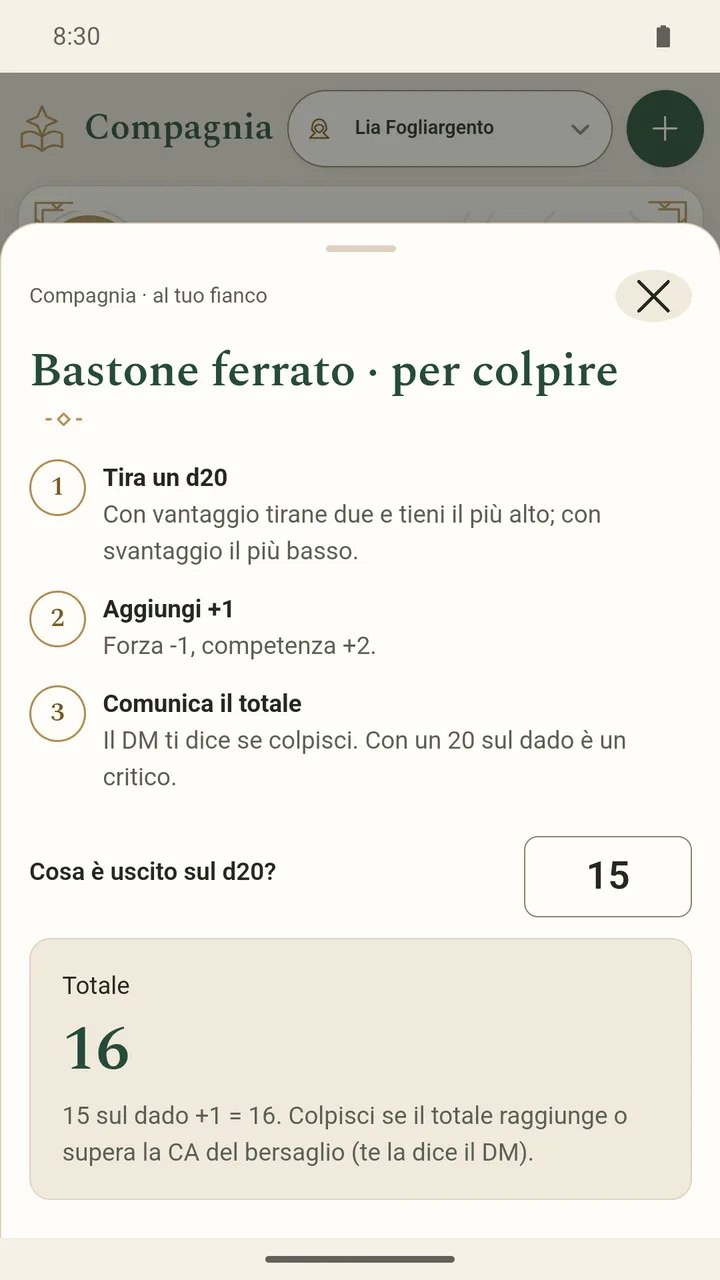 8:30
Compagnia
Lia Fogliargento
Compagnia · al tuo fianco
Bastone ferrato · per colpire
1
Tira un d20
Con vantaggio tirane due e tieni il più alto; con
svantaggio il più basso.
2
Aggiungi +1
Forza -1, competenza +2.
3
Comunica il totale
Il DM ti dice se colpisci. Con un 20 sul dado è un
critico.
Cosa è uscito sul d20?
15
Totale
16
15 sul dado +1 = 16. Colpisci se il totale raggiunge o
supera la CA del bersaglio (te la dice il DM).